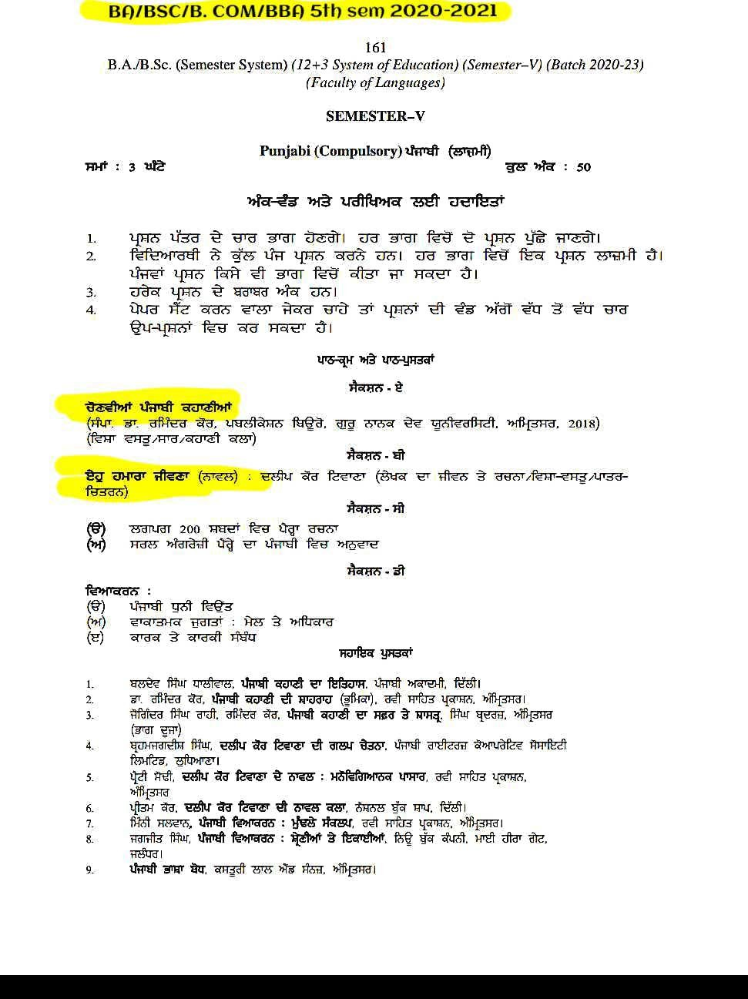 BA/BSC/B. COM/BBA 5th sem 2020-2021
161
B.A./B.Sc. (Semester System) (12+3 System of Education) (Semester–V) (Batch 2020-23)
(Faculty of Languages)
SEMESTER–V
Punjabi (Compulsory) ਪੰਜਾਬੀ (ਲਾਜ਼ਮੀ)
ਸਮਾਂ : 3 ਘੰਟੇ ਕੁਲ ਅੰਕ : 50
ਅੰਕ-ਵੰਡ ਅਤੇ ਪਰੀਖਿਅਕ ਲਈ ਹਦਾਇਤਾਂ
1. ਪ੍ਰਸ਼ਨ ਪੱਤਰ ਦੇ ਚਾਰ ਭਾਗ ਹੋਣਗੇ। ਹਰ ਭਾਗ ਵਿਚੋਂ ਦੋ ਪ੍ਰਸ਼ਨ ਪੁੱਛੇ ਜਾਣਗੇ।
2. ਵਿਦਿਆਰਥੀ ਨੇ ਕੁੱਲ ਪੰਜ ਪ੍ਰਸ਼ਨ ਕਰਨੇ ਹਨ। ਹਰ ਭਾਗ ਵਿਚੋਂ ਇਕ ਪ੍ਰਸ਼ਨ ਲਾਜ਼ਮੀ ਹੈ।
ਪੰਜਵਾਂ ਪ੍ਰਸ਼ਨ ਕਿਸੇ ਵੀ ਭਾਗ ਵਿਚੋਂ ਕੀਤਾ ਜਾ ਸਕਦਾ ਹੈ।
3. ਹਰੇਕ ਪ੍ਰਸ਼ਨ ਦੇ ਬਰਾਬਰ ਅੰਕ ਹਨ।
4. ਪੇਪਰ ਸੈੱਟ ਕਰਨ ਵਾਲਾ ਜੇਕਰ ਚਾਹੇ ਤਾਂ ਪ੍ਰਸ਼ਨਾਂ ਦੀ ਵੰਡ ਅੱਗੋਂ ਵੱਧ ਤੋਂ ਵੱਧ ਚਾਰ
ਉਪ-ਪ੍ਰਸ਼ਨਾਂ ਵਿਚ ਕਰ ਸਕਦਾ ਹੈ।
ਪਾਠ-ਕ੍ਰਮ ਅਤੇ ਪਾਠ-ਪੁਸਤਕਾਂ
ਸੈਕਸ਼ਨ - ਏ
ਚੋਣਵੀਆਂ ਪੰਜਾਬੀ ਕਹਾਣੀਆਂ
(ਸੰਪਾ. ਡਾ. ਰਮਿੰਦਰ ਕੌਰ, ਪਬਲੀਕੇਸ਼ਨ ਬਿਊਰੋ, ਗੁਰੂ ਨਾਨਕ ਦੇਵ ਯੂਨੀਵਰਸਿਟੀ, ਅਮ੍ਰਿਤਸਰ, 2018)
(ਵਿਸ਼ਾ ਵਸਤੂ/ਸਾਰ/ਕਹਾਣੀ ਕਲਾ)
ਸੈਕਸ਼ਨ - ਬੀ
ਏਹੁ ਹਮਾਰਾ ਜੀਵਣਾ (ਨਾਵਲ) : ਦਲੀਪ ਕੌਰ ਟਿਵਾਣਾ (ਲੇਖਕ ਦਾ ਜੀਵਨ ਤੇ ਰਚਨਾ/ਵਿਸ਼ਾ-ਵਸਤੂ/ਪਾਤਰ-
ਚਿਤਰਨ)
ਸੈਕਸ਼ਨ - ਸੀ
(ੳ) ਲਗਪਗ 200 ਸ਼ਬਦਾਂ ਵਿਚ ਪੈਰ੍ਹਾ ਰਚਨਾ
(ਅ) ਸਰਲ ਅੰਗਰੇਜ਼ੀ ਪੈਰ੍ਹੇ ਦਾ ਪੰਜਾਬੀ ਵਿਚ ਅਨੁਵਾਦ
ਸੈਕਸ਼ਨ - ਡੀ
ਵਿਆਕਰਨ :
(ੳ) ਪੰਜਾਬੀ ਧੁਨੀ ਵਿਉਂਤ
(ਅ) ਵਾਕਾਤਮਕ ਜੁਗਤਾਂ : ਮੇਲ ਤੇ ਅਧਿਕਾਰ
(ੲ) ਕਾਰਕ ਤੇ ਕਾਰਕੀ ਸੰਬੰਧ
ਸਹਾਇਕ ਪੁਸਤਕਾਂ
1. ਬਲਦੇਵ ਸਿੰਘ ਧਾਲੀਵਾਲ, ਪੰਜਾਬੀ ਕਹਾਣੀ ਦਾ ਇਤਿਹਾਸ, ਪੰਜਾਬੀ ਅਕਾਦਮੀ, ਦਿੱਲੀ।
2. ਡਾ. ਰਮਿੰਦਰ ਕੌਰ, ਪੰਜਾਬੀ ਕਹਾਣੀ ਦੀ ਸ਼ਾਹਰਾਹ (ਭੂਮਿਕਾ), ਰਵੀ ਸਾਹਿਤ ਪ੍ਰਕਾਸ਼ਨ, ਅੰਮ੍ਰਿਤਸਰ।
3. ਜੋਗਿੰਦਰ ਸਿੰਘ ਰਾਹੀ, ਰਮਿੰਦਰ ਕੌਰ, ਪੰਜਾਬੀ ਕਹਾਣੀ ਦਾ ਸਫ਼ਰ ਤੇ ਸ਼ਾਸਤ੍ਰ, ਸਿੰਘ ਬ੍ਰਦਰਜ਼, ਅੰਮ੍ਰਿਤਸਰ
(ਭਾਗ ਦੂਜਾ)
4. ਬ੍ਰਹਮਜਗਦੀਸ਼ ਸਿੰਘ, ਦਲੀਪ ਕੌਰ ਟਿਵਾਣਾ ਦੀ ਗਲਪ ਚੇਤਨਾ, ਪੰਜਾਬੀ ਰਾਈਟਰਜ਼ ਕੋਆਪਰੇਟਿਵ ਸੋਸਾਇਟੀ
ਲਿਮਟਿਡ, ਲੁਧਿਆਣਾ।
5. ਪ੍ਰੈਟੀ ਸੋਢੀ, ਦਲੀਪ ਕੌਰ ਟਿਵਾਣਾ ਦੇ ਨਾਵਲ : ਮਨੋਵਿਗਿਆਨਕ ਪਾਸਾਰ, ਰਵੀ ਸਾਹਿਤ ਪ੍ਰਕਾਸ਼ਨ,
ਅੰਮ੍ਰਿਤਸਰ
6. ਪ੍ਰੀਤਮ ਕੌਰ, ਦਲੀਪ ਕੌਰ ਟਿਵਾਣਾ ਦੀ ਨਾਵਲ ਕਲਾ, ਨੈਸ਼ਨਲ ਬੁੱਕ ਸ਼ਾਪ, ਦਿੱਲੀ।
7. ਮਿੰਨੀ ਸਲਵਾਨ, ਪੰਜਾਬੀ ਵਿਆਕਰਨ : ਮੁੱਢਲੇ ਸੰਕਲਪ, ਰਵੀ ਸਾਹਿਤ ਪ੍ਰਕਾਸ਼ਨ, ਅੰਮ੍ਰਿਤਸਰ।
8. ਜਗਜੀਤ ਸਿੰਘ, ਪੰਜਾਬੀ ਵਿਆਕਰਨ : ਸ਼੍ਰੇਣੀਆਂ ਤੇ ਇਕਾਈਆਂ, ਨਿਊ ਬੁੱਕ ਕੰਪਨੀ, ਮਾਈ ਹੀਰਾ ਗੇਟ,
ਜਲੰਧਰ।
9. ਪੰਜਾਬੀ ਭਾਸ਼ਾ ਬੋਧ, ਕਸਤੂਰੀ ਲਾਲ ਐਂਡ ਸੰਨਜ਼, ਅੰਮ੍ਰਿਤਸਰ।